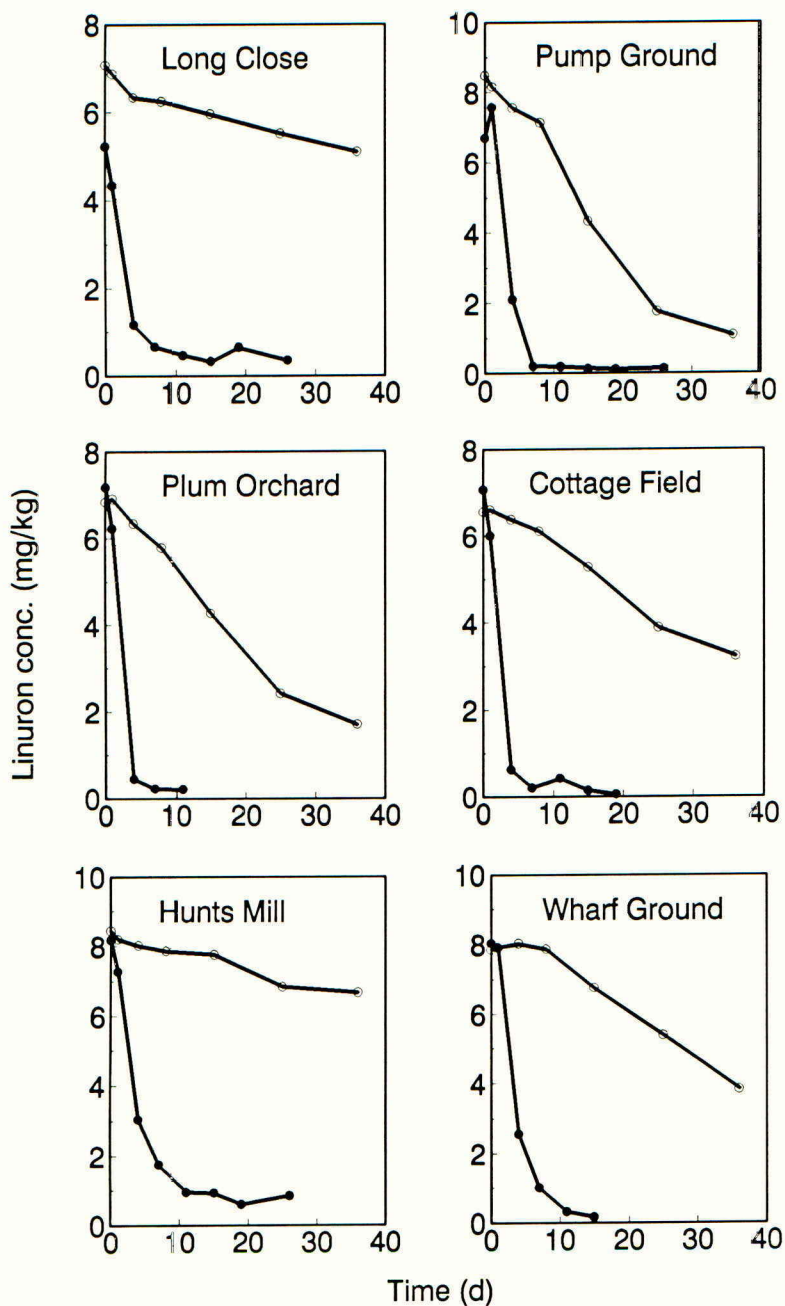 Long Close
8
6
4
2
0
0 10 20 30 40
Pump Ground
10
8
6
4
2
0
0 10 20 30 40
Plum Orchard
8
6
4
2
0
0 10 20 30 40
Cottage Field
8
6
4
2
0
0 10 20 30 40
Hunts Mill
10
8
6
4
2
0
0 10 20 30 40
Wharf Ground
10
8
6
4
2
0
0 10 20 30 40
Linuron conc. (mg/kg)
Time (d)